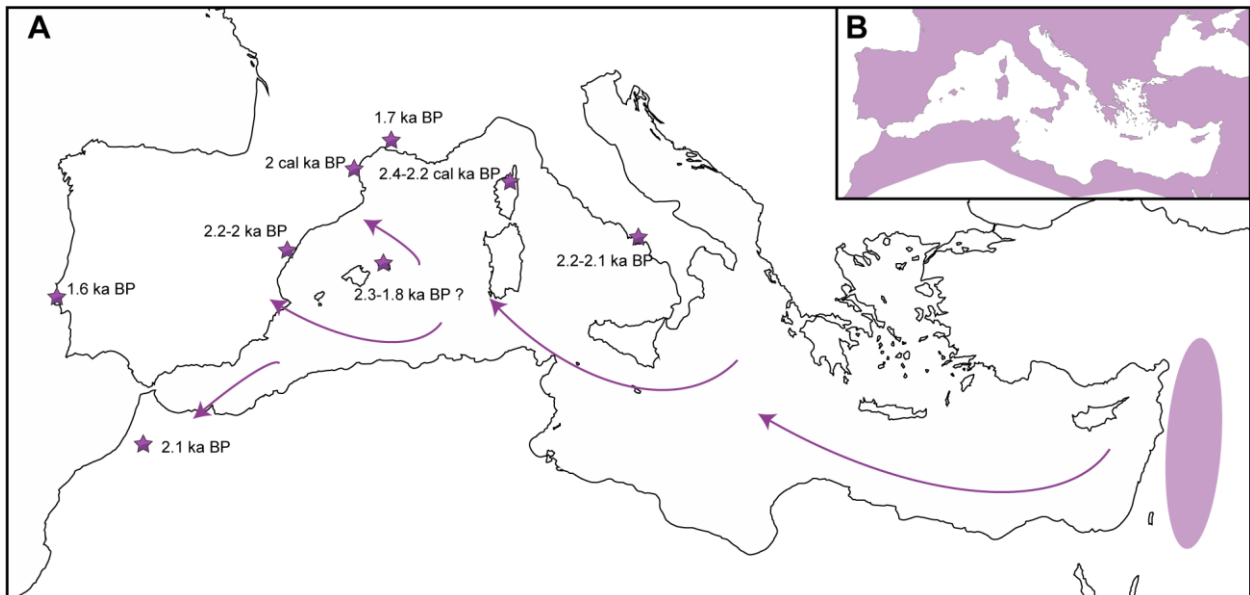 A
B
1.7 ka BP
2 cal ka BP
2.4-2.2 cal ka BP
2.2-2 ka BP
2.2-2.1 ka BP
1.6 ka BP
2.3-1.8 ka BP ?
2.1 ka BP